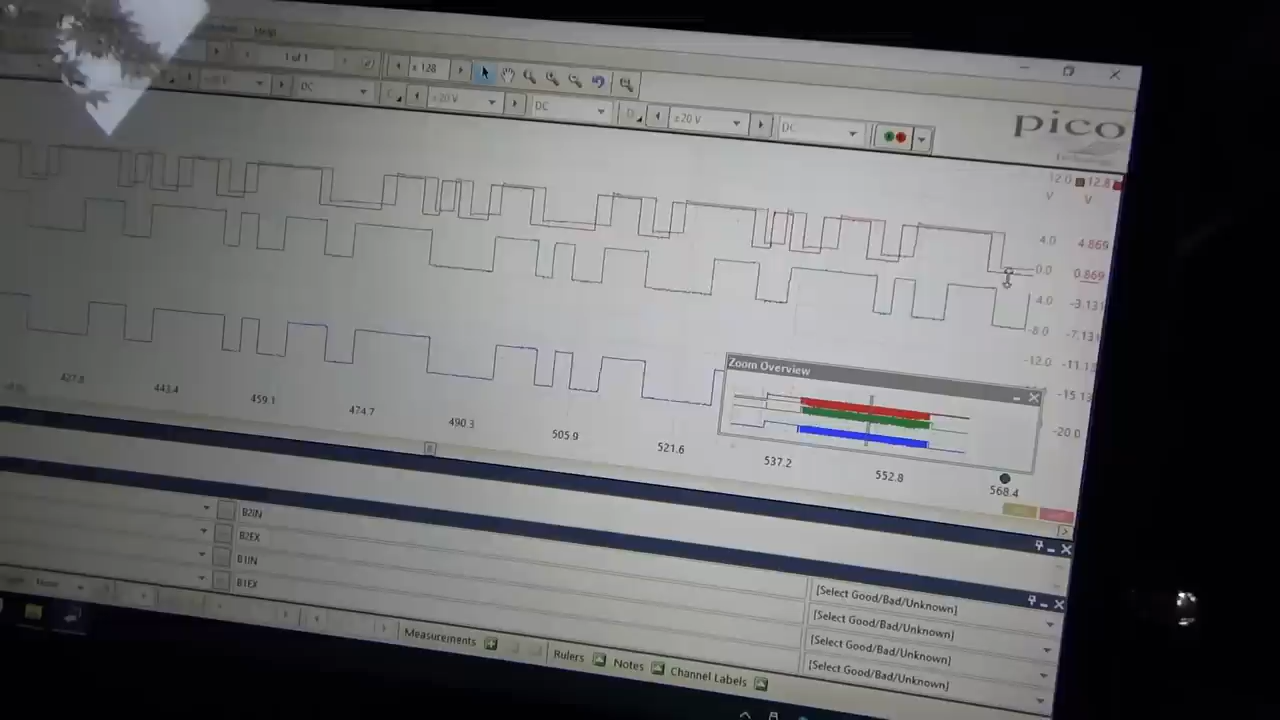 Help
1 of 1
x 128
DC
±20 V
DC
±20 V
DC
pico
12.0
12.8
V
V
4.0
4.869
0.0
0.869
4.0
-3.131
-8.0
-7.131
-12.0
-11.13
-15.13
-20.0
Zoom Overview
427.8
443.4
459.1
474.7
490.3
505.9
521.6
537.2
552.8
568.4
B2IN
B2EX
B1IN
B1EX
[Select Good/Bad/Unknown]
[Select Good/Bad/Unknown]
[Select Good/Bad/Unknown]
[Select Good/Bad/Unknown]
Measurements
Rulers
Notes
Channel Labels